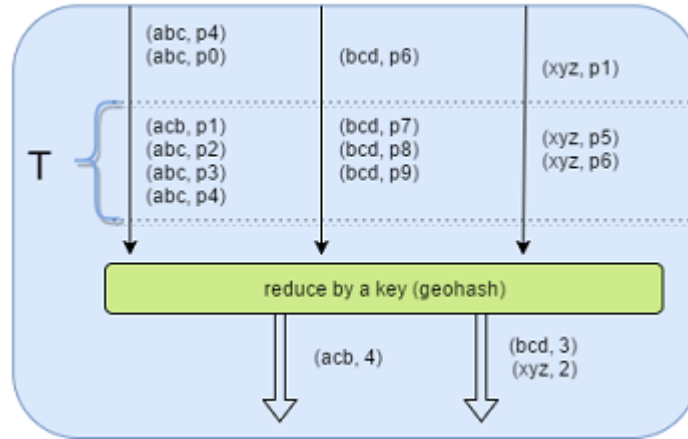 (abc, p4)
(abc, p0)
(bcd, p6)
(xyz, p1)
T
(acb, p1)
(abc, p2)
(abc, p3)
(abc, p4)
(bcd, p7)
(bcd, p8)
(bcd, p9)
(xyz, p5)
(xyz, p6)
reduce by a key (geohash)
(acb, 4)
(bcd, 3)
(xyz, 2)